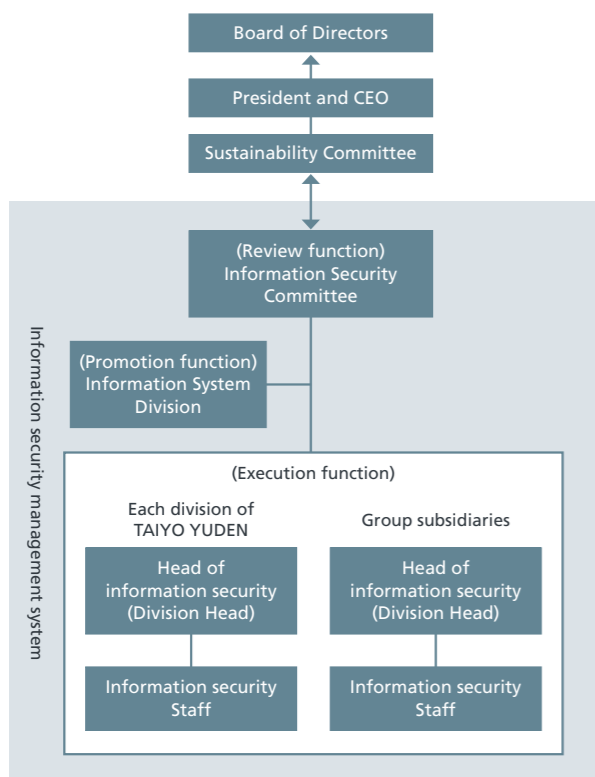 Board of Directors
President and CEO
Sustainability Committee
(Review function)
Information Security
Committee
(Promotion function)
Information System
Division
Information security management system
(Execution function)
Each division of
TAIYO YUDEN
Head of
information security
(Division Head)
Information security
Staff
Group subsidiaries
Head of
information security
(Division Head)
Information security
Staff